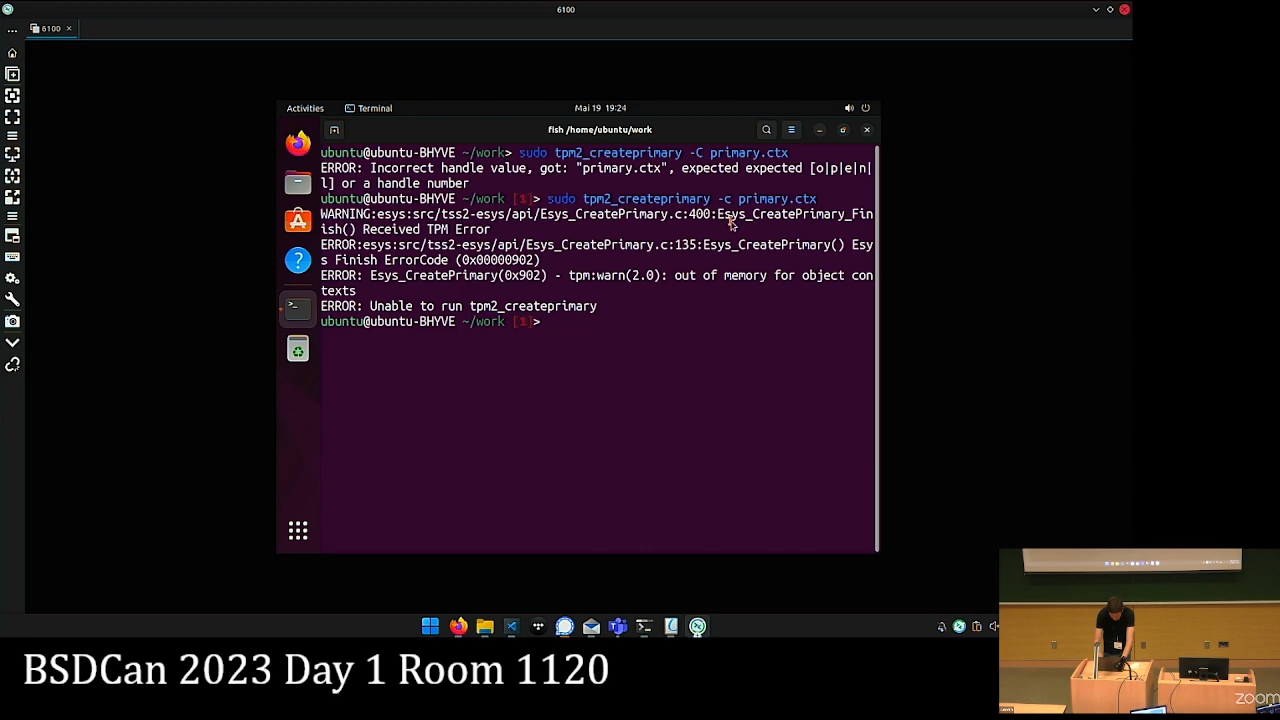 6100
6100
Activities
Terminal
Mai 19 19:24
fish /home/ubuntu/work
ubuntu@ubuntu-BHYVE ~/work> sudo tpm2_createprimary -C primary.ctx
ERROR: Incorrect handle value, got: "primary.ctx", expected expected [o|p|e|n|
l] or a handle number
ubuntu@ubuntu-BHYVE ~/work [1]> sudo tpm2_createprimary -c primary.ctx
WARNING:esys:src/tss2-esys/api/Esys_CreatePrimary.c:400:Esys_CreatePrimary_Fin
ish() Received TPM Error
ERROR:esys:src/tss2-esys/api/Esys_CreatePrimary.c:135:Esys_CreatePrimary() Esy
s Finish ErrorCode (0x00000902)
ERROR: Esys_CreatePrimary(0x902) - tpm:warn(2.0): out of memory for object con
texts
ERROR: Unable to run tpm2_createprimary
ubuntu@ubuntu-BHYVE ~/work [1]>
BSDCan 2023 Day 1 Room 1120
zoom